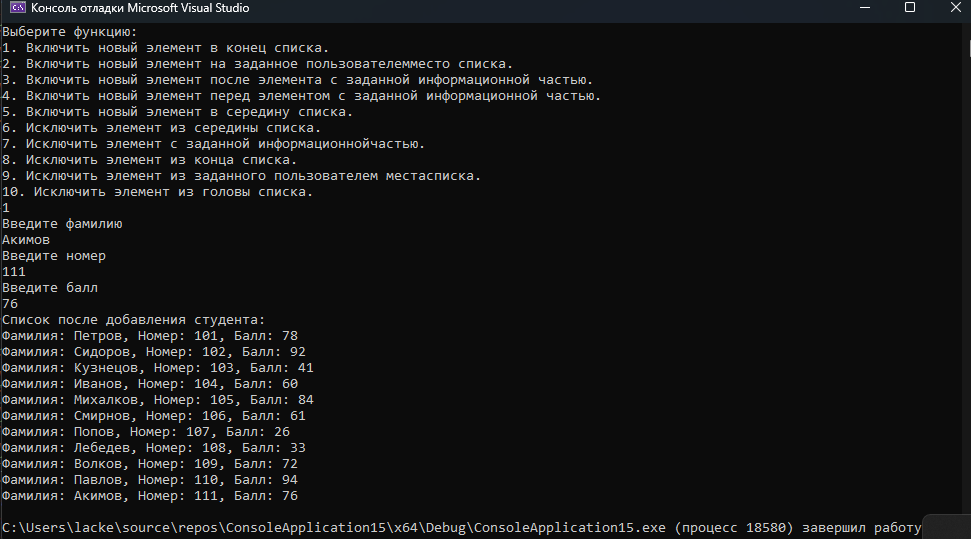 Консоль отладки Microsoft Visual Studio
Выберите функцию:
1. Включить новый элемент в конец списка.
2. Включить новый элемент на заданное пользователемместо списка.
3. Включить новый элемент после элемента с заданной информационной частью.
4. Включить новый элемент перед элементом с заданной информационной частью.
5. Включить новый элемент в середину списка.
6. Исключить элемент из середины списка.
7. Исключить элемент с заданной информационнойчастью.
8. Исключить элемент из конца списка.
9. Исключить элемент из заданного пользователем местасписка.
10. Исключить элемент из головы списка.
1
Введите фамилию
Акимов
Введите номер
111
Введите балл
76
Список после добавления студента:
Фамилия: Петров, Номер: 101, Балл: 78
Фамилия: Сидоров, Номер: 102, Балл: 92
Фамилия: Кузнецов, Номер: 103, Балл: 41
Фамилия: Иванов, Номер: 104, Балл: 60
Фамилия: Михалков, Номер: 105, Балл: 84
Фамилия: Смирнов, Номер: 106, Балл: 61
Фамилия: Попов, Номер: 107, Балл: 26
Фамилия: Лебедев, Номер: 108, Балл: 33
Фамилия: Волков, Номер: 109, Балл: 72
Фамилия: Павлов, Номер: 110, Балл: 94
Фамилия: Акимов, Номер: 111, Балл: 76
C:\Users\lacke\source\repos\ConsoleApplication15\x64\Debug\ConsoleApplication15.exe (процесс 18580) завершил работу